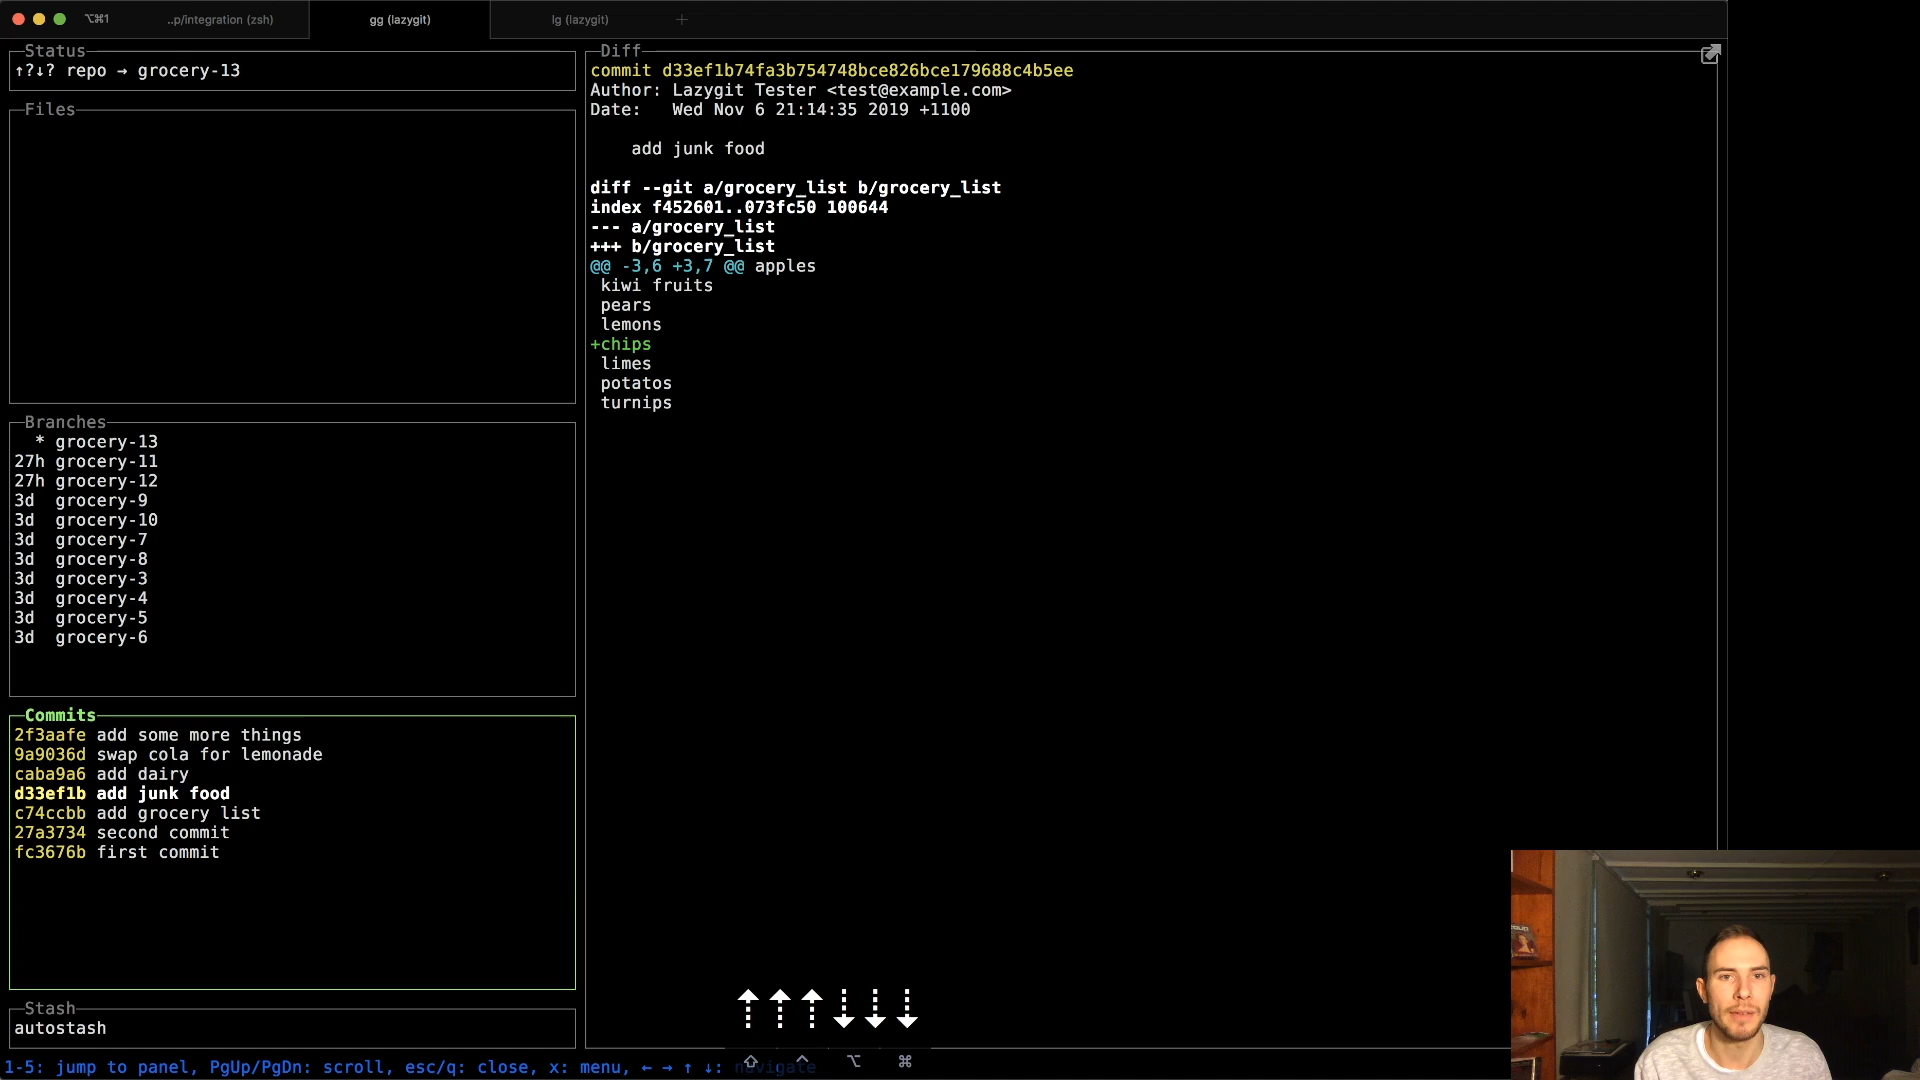 ⌥⌘1
..p/integration (zsh)
gg (lazygit)
lg (lazygit)
+
Status
↑?↓? repo → grocery-13
Files
Branches
* grocery-13
27h grocery-11
27h grocery-12
3d grocery-9
3d grocery-10
3d grocery-7
3d grocery-8
3d grocery-3
3d grocery-4
3d grocery-5
3d grocery-6
Commits
2f3aafe add some more things
9a9036d swap cola for lemonade
caba9a6 add dairy
d33ef1b add junk food
c74ccbb add grocery list
27a3734 second commit
fc3676b first commit
Stash
autostash
Diff
commit d33ef1b74fa3b754748bce826bce179688c4b5ee
Author: Lazygit Tester <test@example.com>
Date: Wed Nov 6 21:14:35 2019 +1100
add junk food
diff --git a/grocery_list b/grocery_list
index f452601..073fc50 100644
--- a/grocery_list
+++ b/grocery_list
@@ -3,6 +3,7 @@ apples
kiwi fruits
pears
lemons
+chips
limes
potatos
turnips
1-5: jump to panel, PgUp/PgDn: scroll, esc/q: close, x: menu, ← → ↑ ↓: navigate
⇧ ⌃ ⌥ ⌘